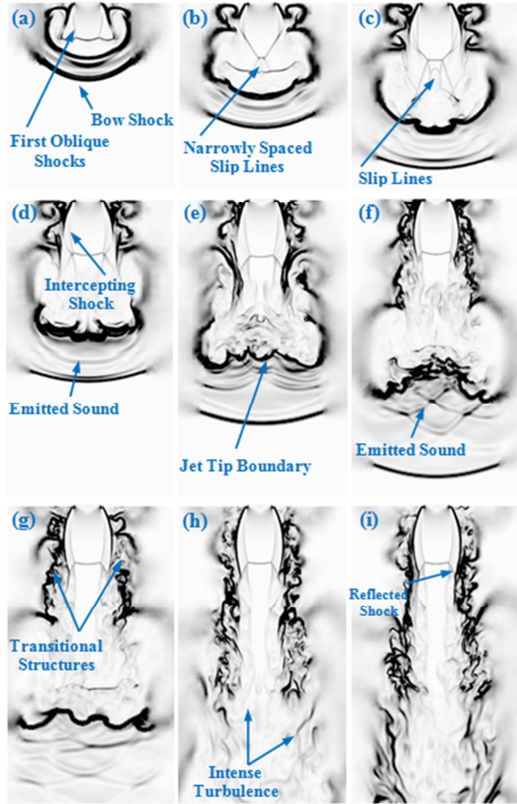 (a)
(b)
(c)
Bow Shock
First Oblique
Shocks
Narrowly Spaced
Slip Lines
Slip Lines
(d)
(e)
(f)
Intercepting
Shock
Emitted Sound
Jet Tip Boundary
Emitted Sound
(g)
(h)
(i)
Reflected
Shock
Transitional
Structures
Intense
Turbulence